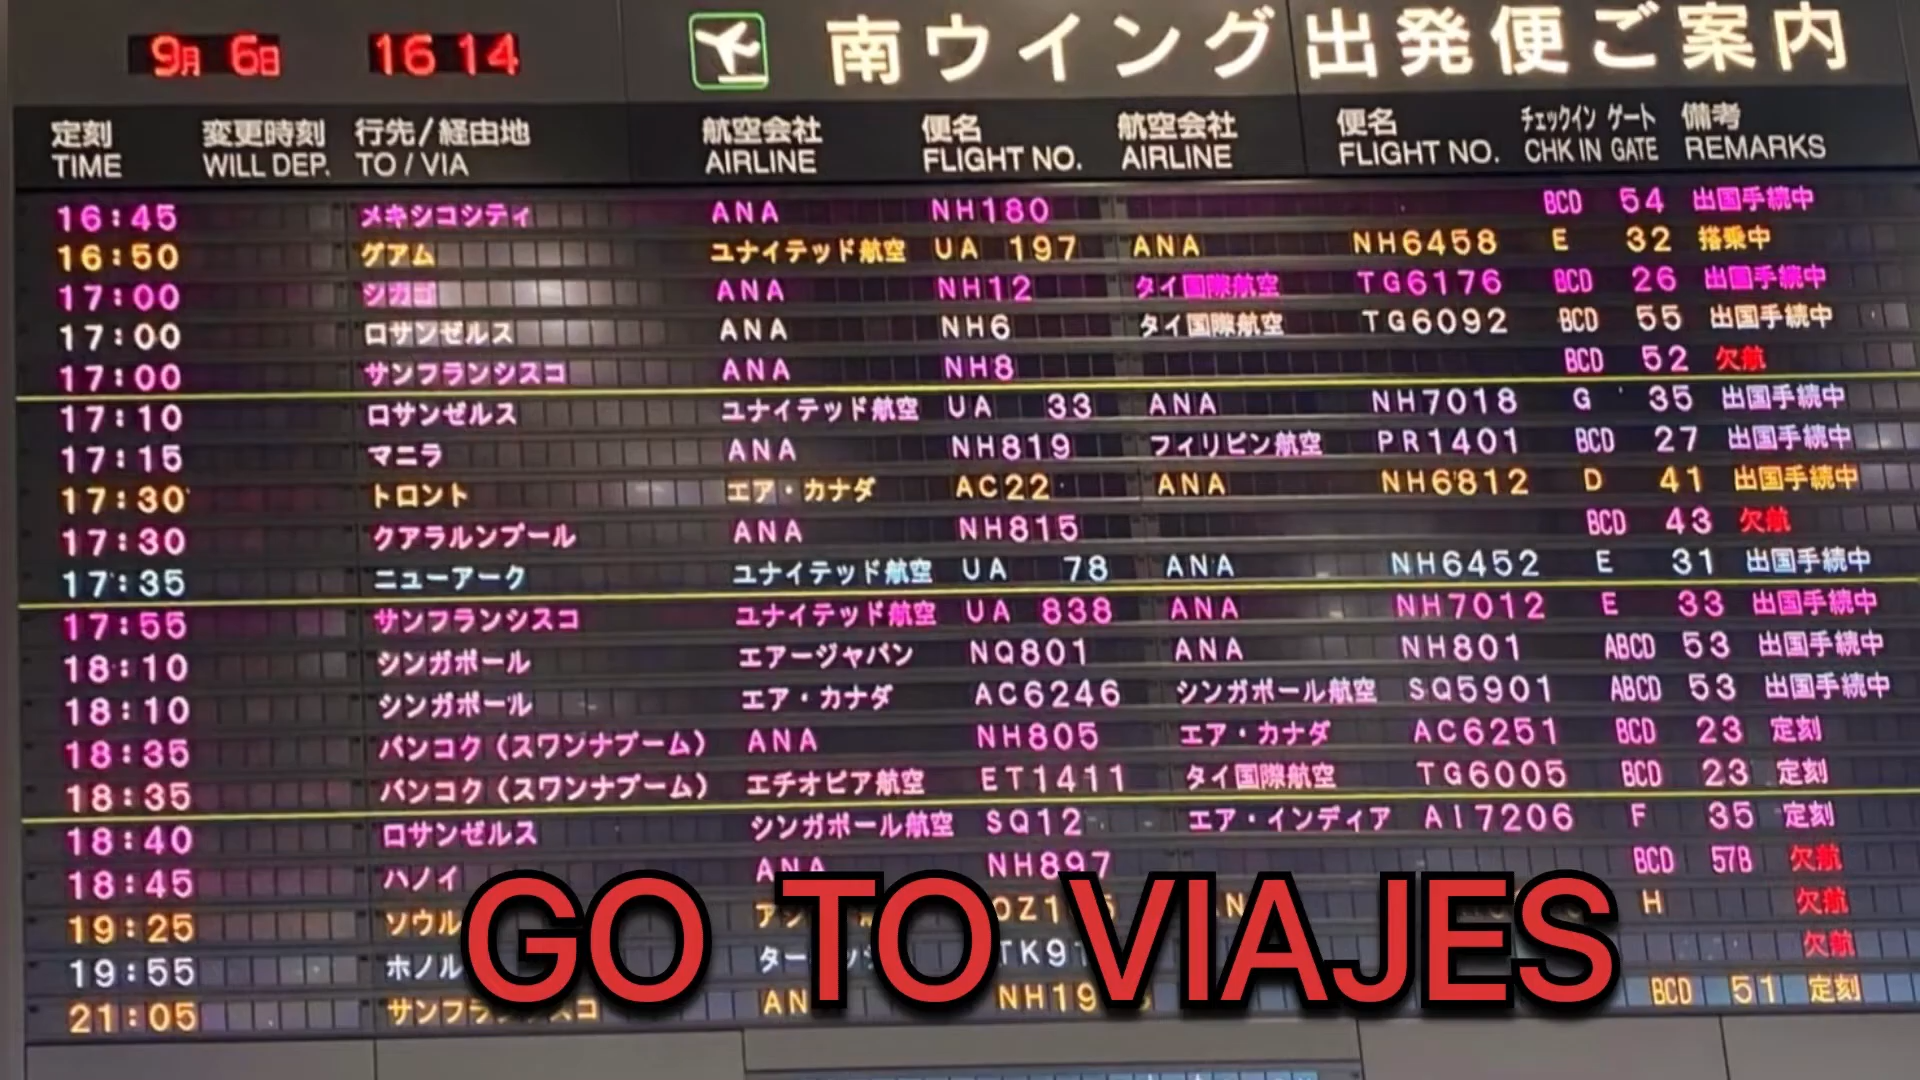 9月 6日 16 14 南ウイング出発便ご案内
定刻 変更時刻 行先/経由地 航空会社 便名 航空会社 便名 チェックイン ゲート 備考
TIME WILL DEP. TO / VIA AIRLINE FLIGHT NO. AIRLINE FLIGHT NO. CHK IN GATE REMARKS
16:45 メキシコシティ ANA NH180 BCD 54 出国手続中
16:50 グアム ユナイテッド航空 UA 197 ANA NH6458 E 32 搭乗中
17:00 シカゴ ANA NH12 タイ国際航空 TG6176 BCD 26 出国手続中
17:00 ロサンゼルス ANA NH6 タイ国際航空 TG6092 BCD 55 出国手続中
17:00 サンフランシスコ ANA NH8 BCD 52 欠航
17:10 ロサンゼルス ユナイテッド航空 UA 33 ANA NH7018 G 35 出国手続中
17:15 マニラ ANA NH819 フィリピン航空 PR1401 BCD 27 出国手続中
17:30 トロント エア・カナダ AC22 ANA NH6812 D 41 出国手続中
17:30 クアラルンプール ANA NH815 BCD 43 欠航
17:35 ニューアーク ユナイテッド航空 UA 78 ANA NH6452 E 31 出国手続中
17:55 サンフランシスコ ユナイテッド航空 UA 838 ANA NH7012 E 33 出国手続中
18:10 シンガポール エアージャパン NQ801 ANA NH801 ABCD 53 出国手続中
18:10 シンガポール エア・カナダ AC6246 シンガポール航空 SQ5901 ABCD 53 出国手続中
18:35 バンコク(スワンナプーム) ANA NH805 エア・カナダ AC6251 BCD 23 定刻
18:35 バンコク(スワンナプーム) エチオピア航空 ET1411 タイ国際航空 TG6005 BCD 23 定刻
18:40 ロサンゼルス シンガポール航空 SQ12 エア・インディア AI7206 F 35 定刻
18:45 ハノイ ANA NH897 BCD 57B 欠航
19:25 ソウル H 欠航
19:55 欠航
21:05 サンフランシスコ BCD 51 定刻
GO TO VIAJES